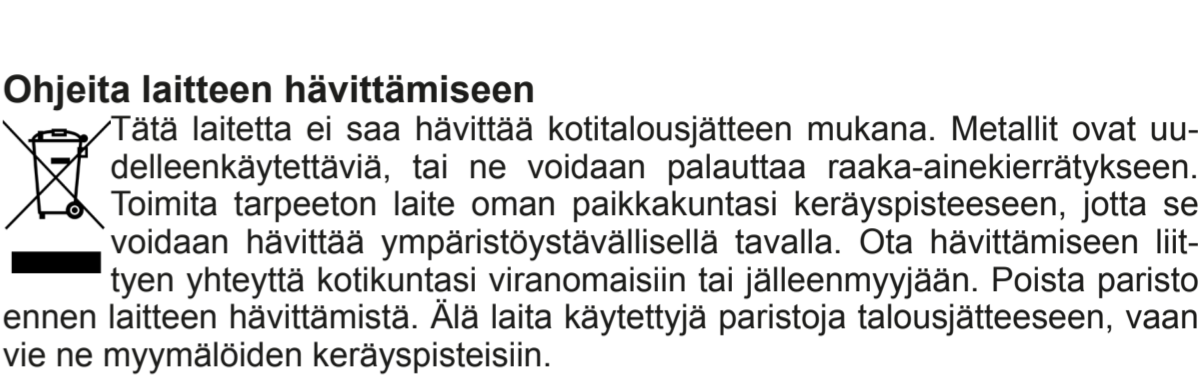 Ohjeita laitteen hävittämiseen
Tätä laitetta ei saa hävittää kotitalousjätteen mukana. Metallit ovat uu-
delleenkäytettäviä, tai ne voidaan palauttaa raaka-ainekierrätykseen.
Toimita tarpeeton laite oman paikkakuntasi keräyspisteeseen, jotta se
voidaan hävittää ympäristöystävällisellä tavalla. Ota hävittämiseen liit-
tyen yhteyttä kotikuntasi viranomaisiin tai jälleenmyyjään. Poista paristo
ennen laitteen hävittämistä. Älä laita käytettyjä paristoja talousjätteeseen, vaan
vie ne myymälöiden keräyspisteisiin.